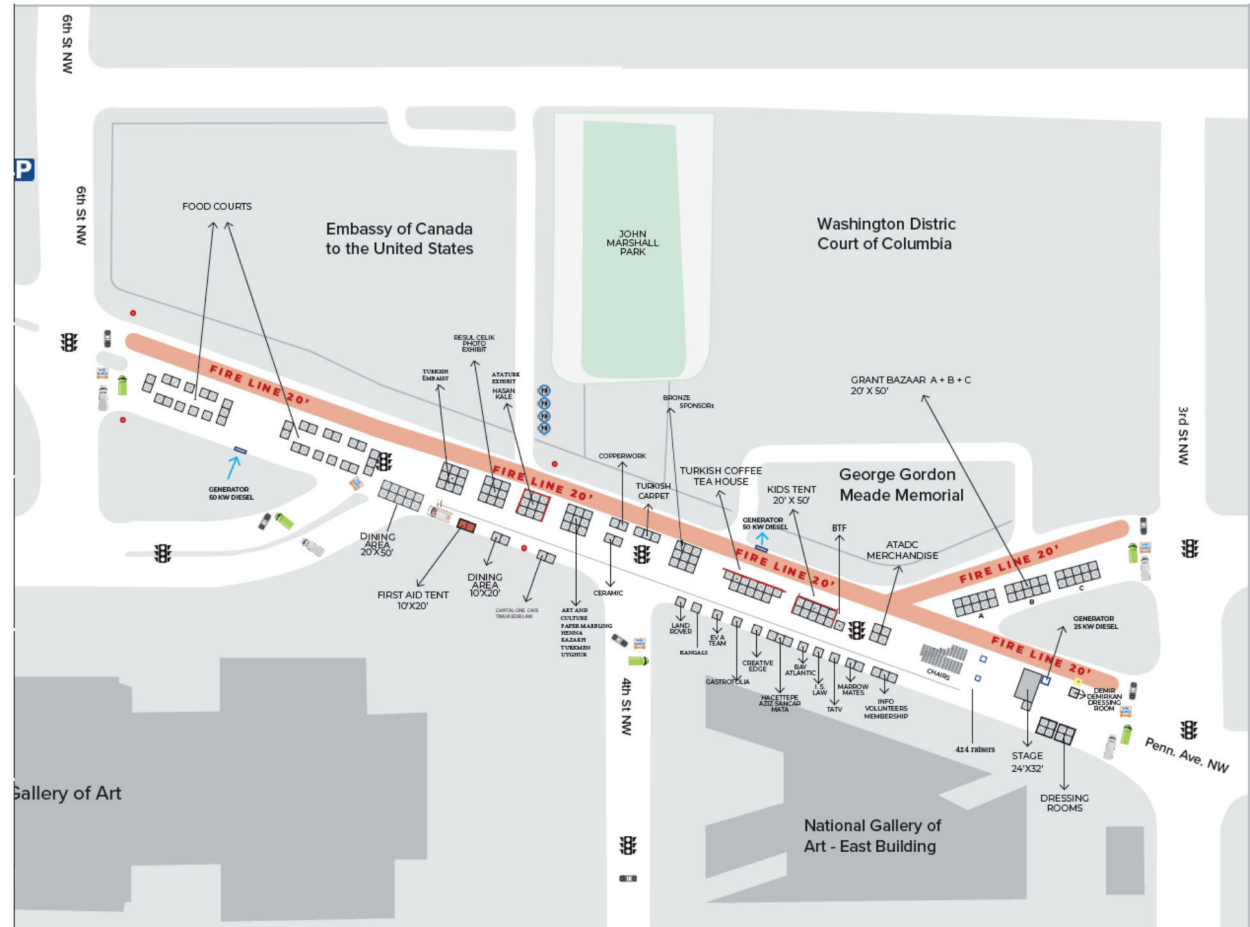 6th St NW
P
6th St NW
FOOD COURTS
Embassy of Canada
to the United States
JOHN
MARSHALL
PARK
Washington Distric
Court of Columbia
FIRE LINE 20'
RESUL CELIK
PHOTO
EXHIBIT
TURKISH
EMBASSY
ATATURK
EXHIBIT
HASAN
KALE
BRONZE
SPONSORs
GRANT BAZAAR A + B + C
20' X 50'
3rd St NW
COPPERWORK
FIRE LINE 20'
TURKISH
CARPET
TURKISH COFFEE
TEA HOUSE
KIDS TENT
20' X 50'
George Gordon
Meade Memorial
GENERATOR
50 KW DIESEL
GENERATOR
50 KW DIESEL
BTF
ATADC
MERCHANDISE
DINING
AREA
20'X50'
FIRE LINE 20'
FIRE LINE 20'
FIRST AID TENT
10'X20'
DINING
AREA
10'X20'
CERAMIC
A
B
C
ART AND
CULTURE
PAPER MARBLING
HENNA
KAZAKH
TURKMEN
UYGHUR
LAND
ROVER
KANGALS
EV A
TEAM
GASTROTOLIA
CREATIVE
EDGE
HACETTEPE
AZIZ SANCAR
MATA
BAY
ATLANTIC
I. S.
LAW
TATV
MARROW
MATES
INFO
VOLUNTEERS
MEMBERSHIP
CHAIRS
GENERATOR
25 KW DIESEL
FIRE LINE 20'
DEMIR
DEMIRKAN
DRESSING
ROOM
4th St NW
4x4 raisers
STAGE
24'X32'
DRESSING
ROOMS
Penn. Ave. NW
Gallery of Art
National Gallery of
Art - East Building